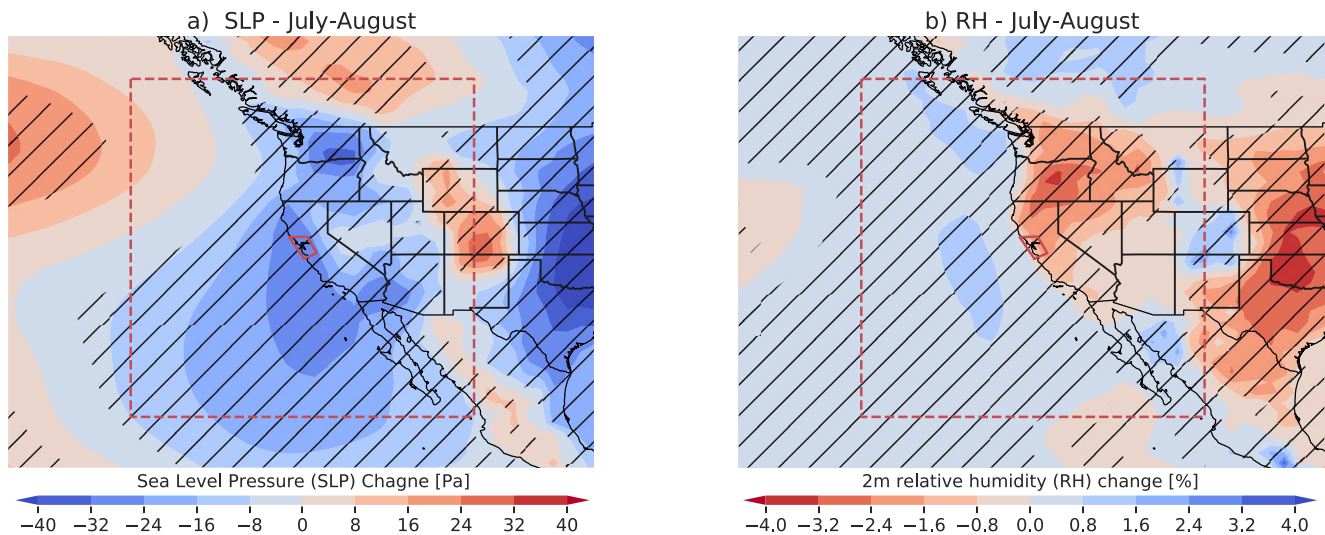 a)  SLP - July-August
b) RH - July-August
Sea Level Pressure (SLP) Chagne [Pa]
−40 −32 −24 −16 −8 0 8 16 24 32 40
2m relative humidity (RH) change [%]
−4.0 −3.2 −2.4 −1.6 −0.8 0.0 0.8 1.6 2.4 3.2 4.0